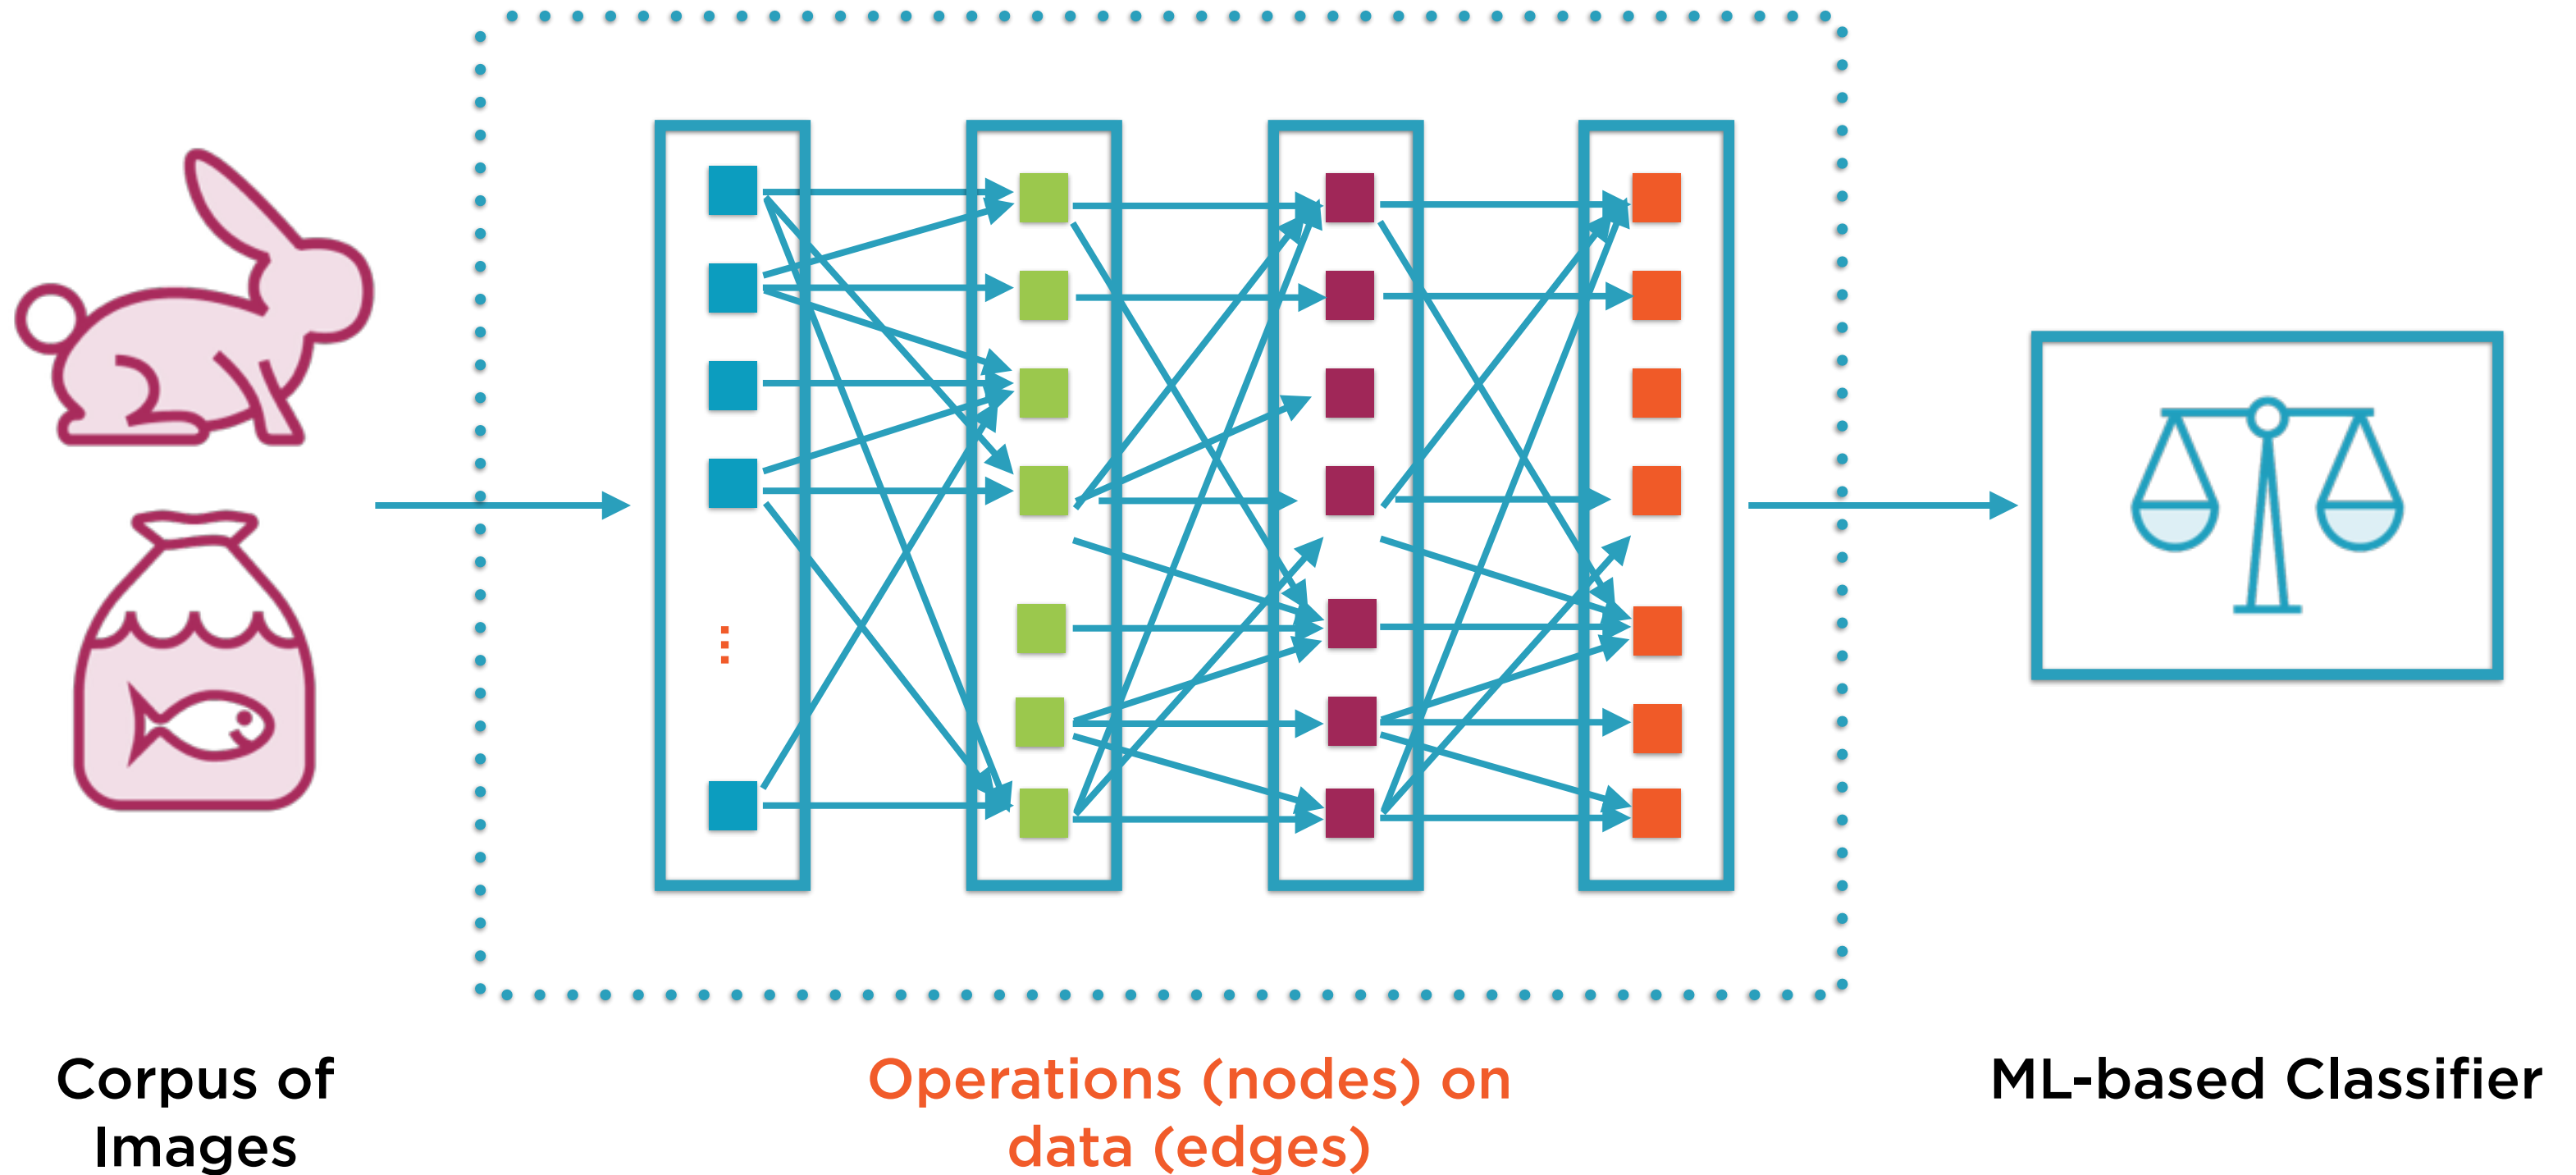 Corpus of
Images
Operations (nodes) on
data (edges)
ML-based Classifier